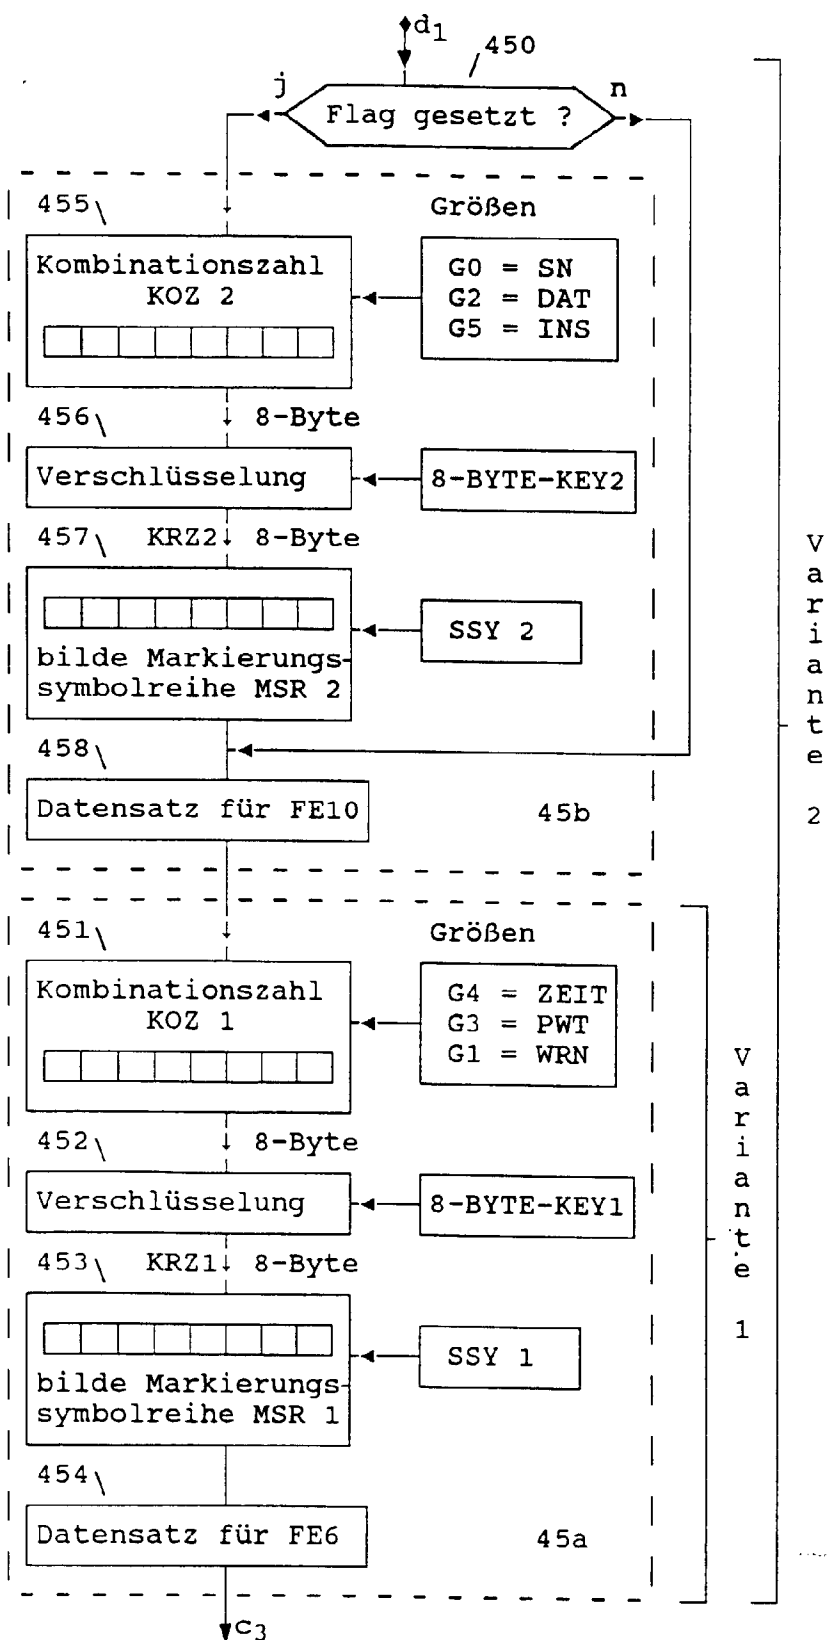 d1
450
j
n
Flag gesetzt ?
455
Größen
Kombinationszahl
KOZ 2
G0 = SN
G2 = DAT
G5 = INS
456
8-Byte
Verschlüsselung
8-BYTE-KEY2
457
KRZ2
8-Byte
SSY 2
bilde Markierungs-
symbolreihe MSR 2
458
Datensatz für FE10
45b
Variante 2
451
Größen
Kombinationszahl
KOZ 1
G4 = ZEIT
G3 = PWT
G1 = WRN
452
8-Byte
Verschlüsselung
8-BYTE-KEY1
453
KRZ1
8-Byte
SSY 1
bilde Markierungs-
symbolreihe MSR 1
454
Datensatz für FE6
45a
Variante 1
c3